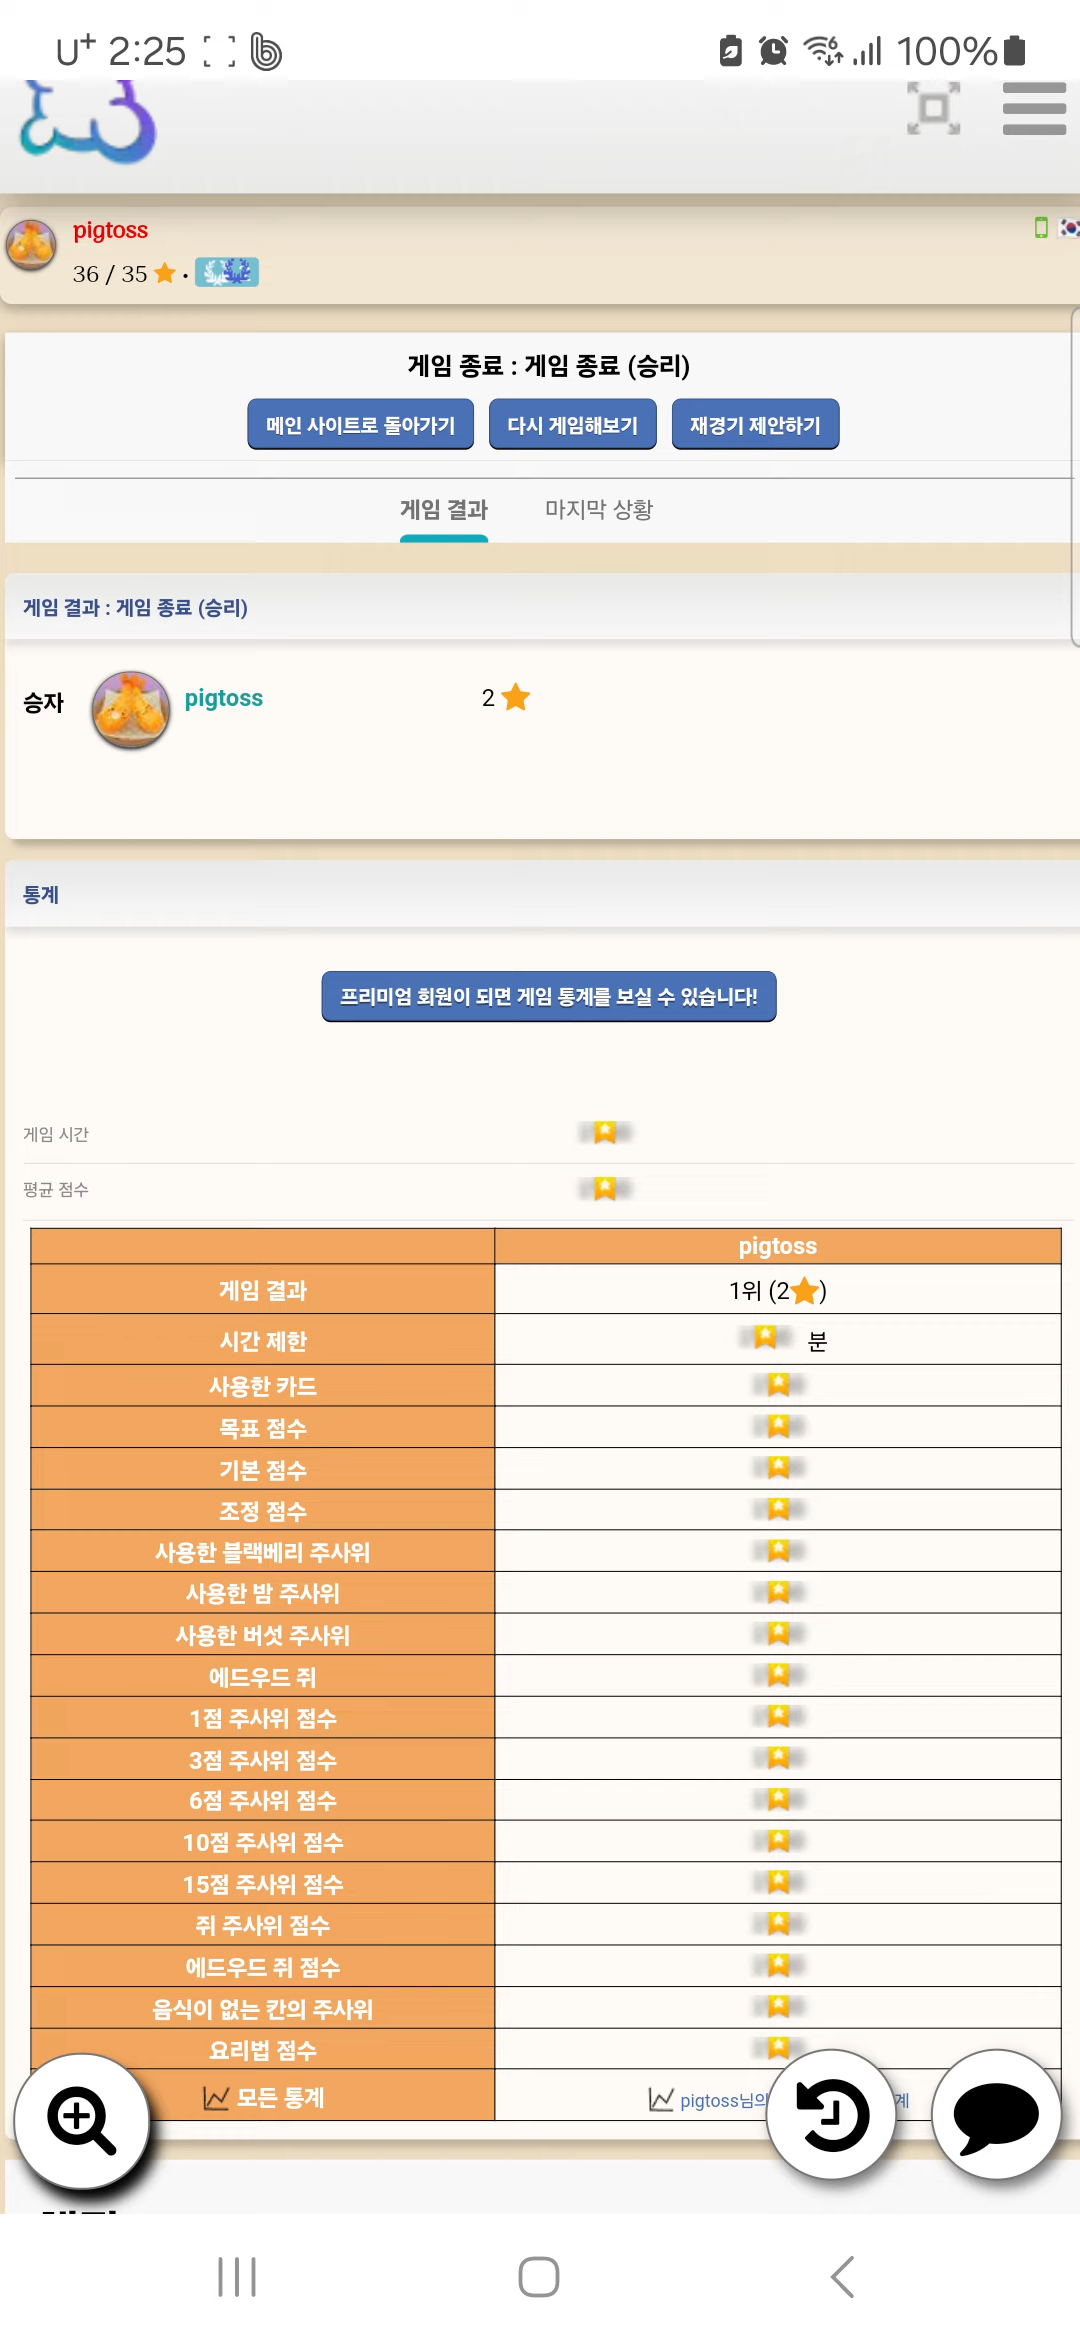 U+ 2:25 100%
pigtoss
36 / 35 •
게임 종료 : 게임 종료 (승리)
메인 사이트로 돌아가기 다시 게임해보기 재경기 제안하기
게임 결과 마지막 상황
게임 결과 : 게임 종료 (승리)
승자 pigtoss 2
통계
프리미엄 회원이 되면 게임 통계를 보실 수 있습니다!
게임 시간
평균 점수
pigtoss
게임 결과 1위 (2)
시간 제한 분
사용한 카드
목표 점수
기본 점수
조정 점수
사용한 블랙베리 주사위
사용한 밤 주사위
사용한 버섯 주사위
에드우드 쥐
1점 주사위 점수
3점 주사위 점수
6점 주사위 점수
10점 주사위 점수
15점 주사위 점수
쥐 주사위 점수
에드우드 쥐 점수
음식이 없는 칸의 주사위
요리법 점수
모든 통계 pigtoss님의 계